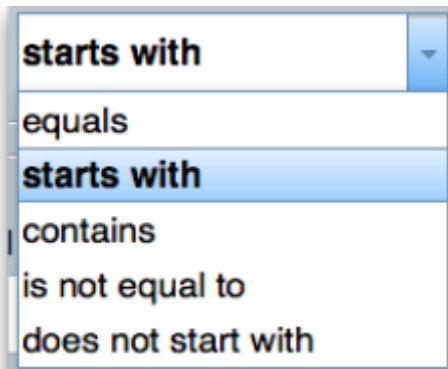 starts with
equals
starts with
contains
is not equal to
does not start with